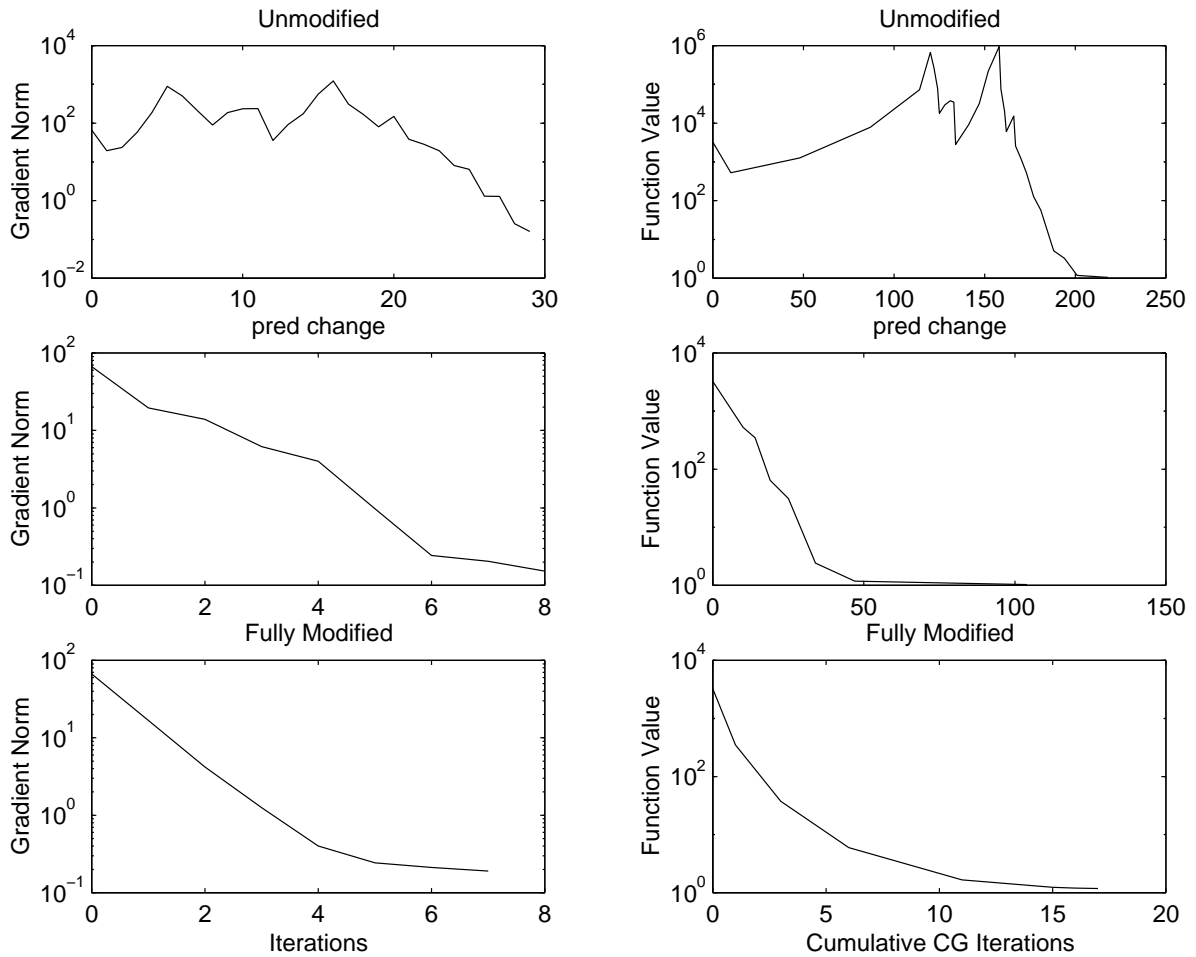 Unmodified
Gradient Norm
10^4
10^2
10^0
10^−2
0 10 20 30
Unmodified
Function Value
10^6
10^4
10^2
10^0
0 50 100 150 200 250
pred change
Gradient Norm
10^2
10^1
10^0
10^−1
0 2 4 6 8
pred change
Function Value
10^4
10^2
10^0
0 50 100 150
Fully Modified
Gradient Norm
10^2
10^1
10^0
10^−1
0 2 4 6 8
Iterations
Fully Modified
Function Value
10^4
10^2
10^0
0 5 10 15 20
Cumulative CG Iterations